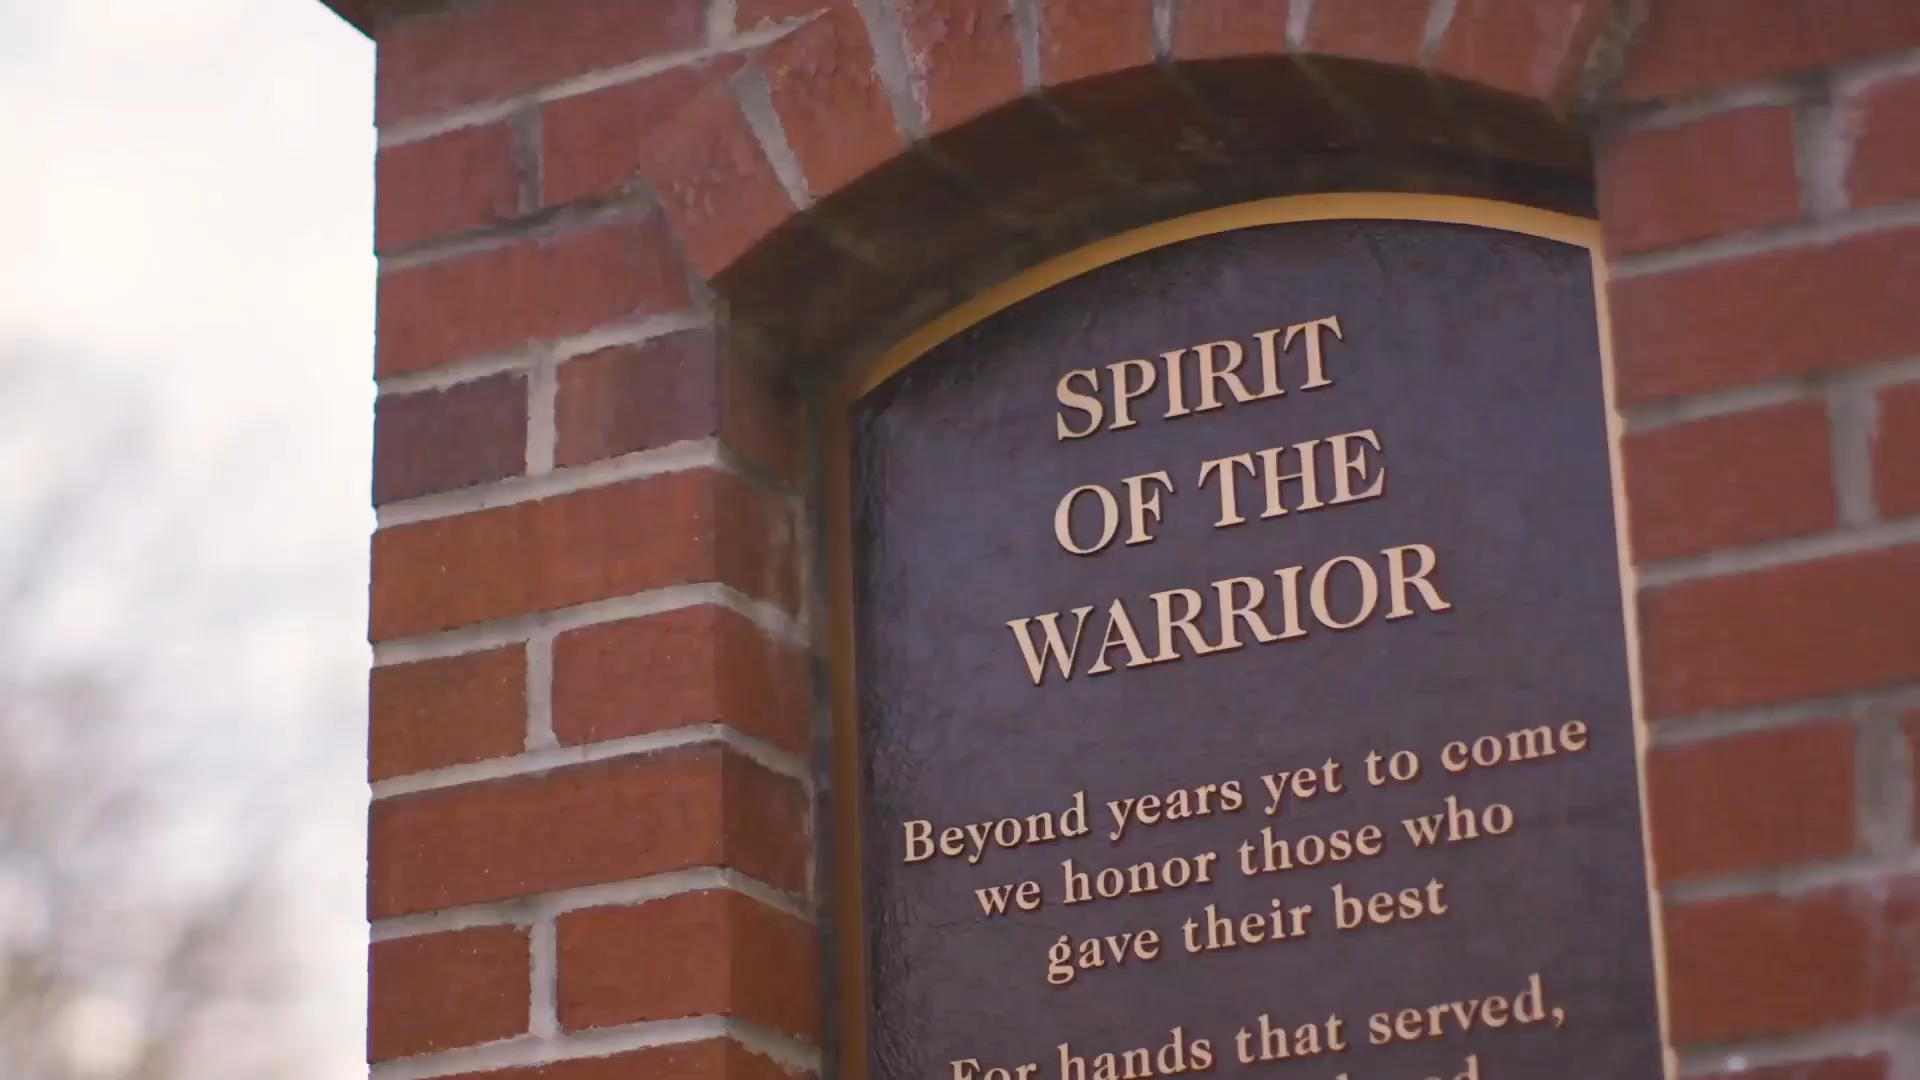 SPIRIT
OF THE
WARRIOR
Beyond years yet to come
we honor those who
gave their best
For hands that served,